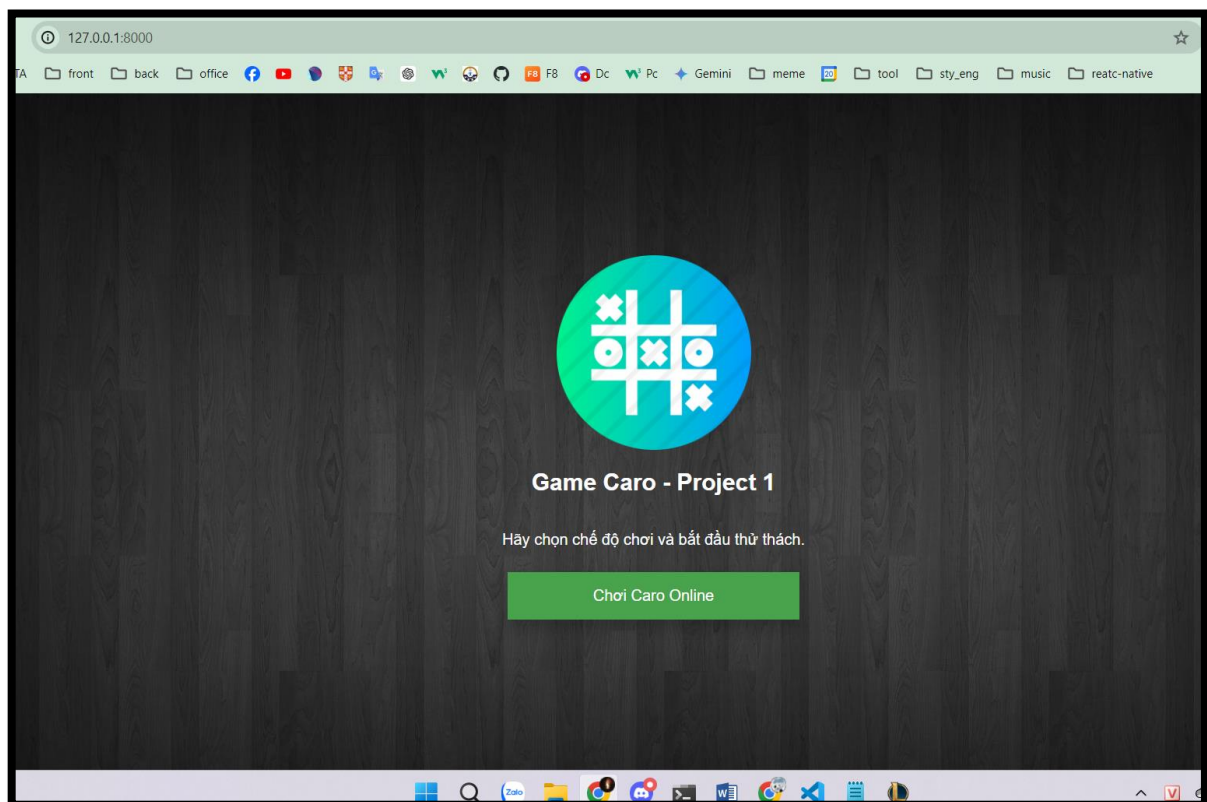 127.0.0.1:8000
TA front back office F8 Dc Pc Gemini meme 20 tool sty_eng music reatc-native
Game Caro - Project 1
Hãy chọn chế độ chơi và bắt đầu thử thách.
Chơi Caro Online
Zalo